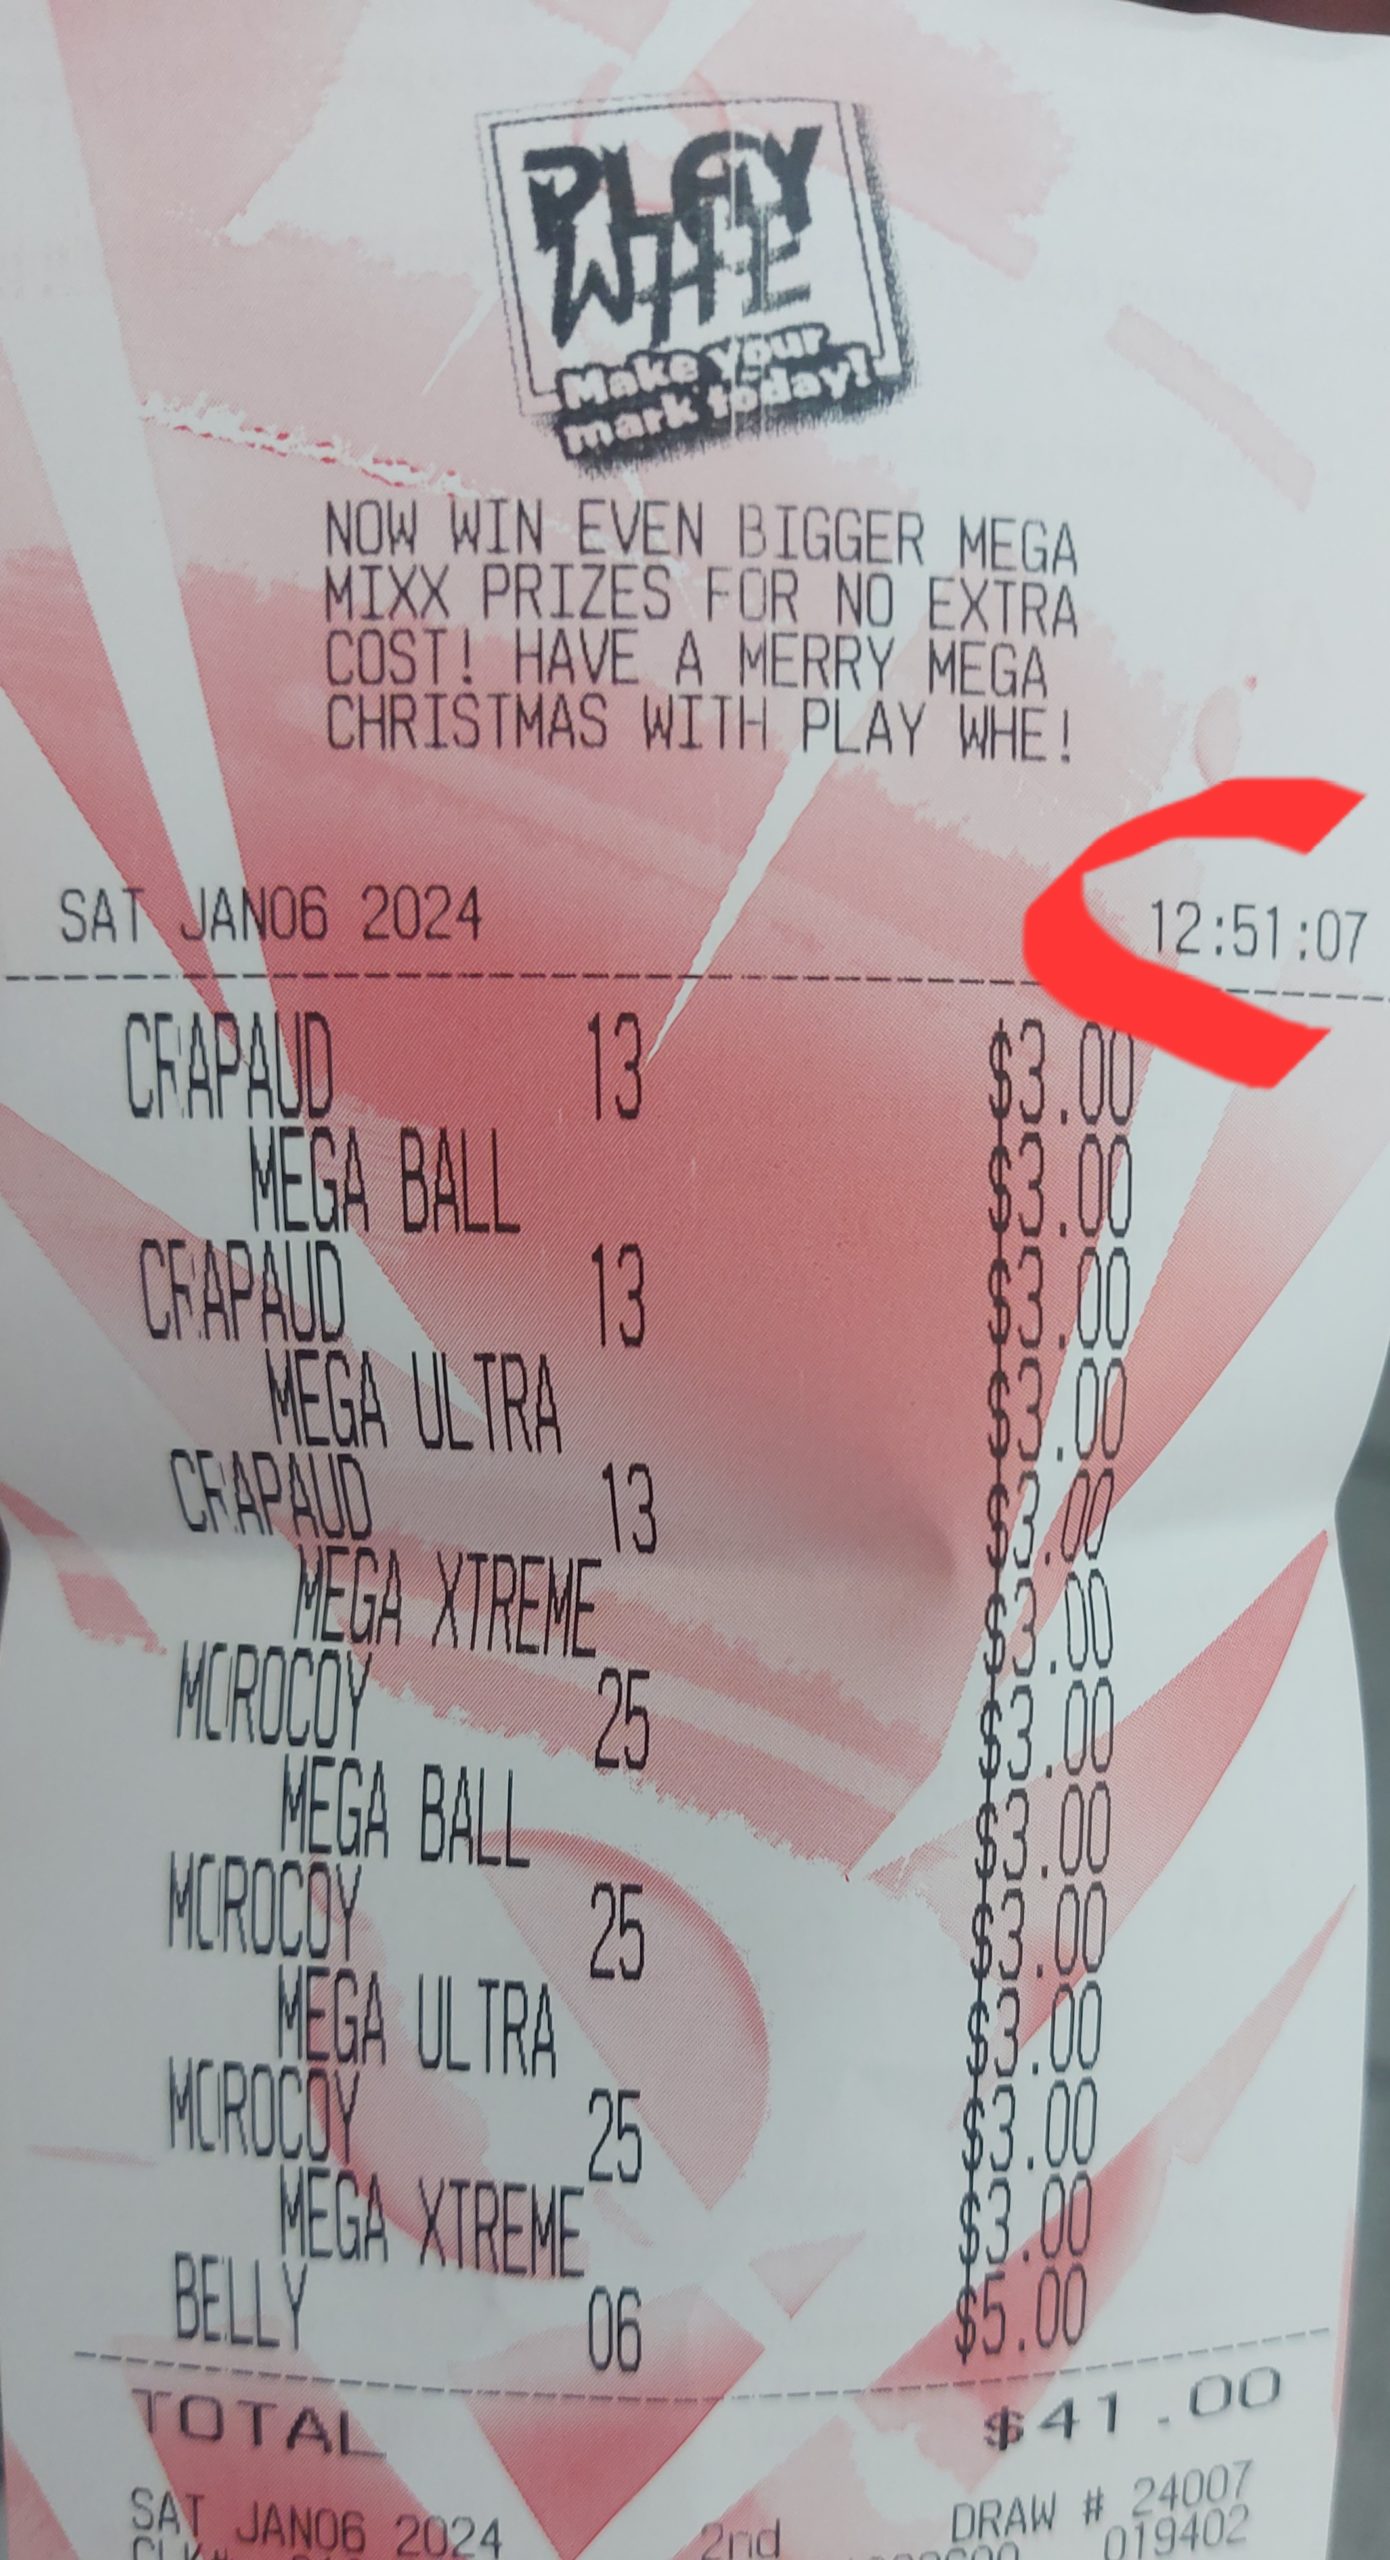 PLAY
WHE
Make your
mark today!
NOW WIN EVEN BIGGER MEGA
MIXX PRIZES FOR NO EXTRA
COST! HAVE A MERRY MEGA
CHRISTMAS WITH PLAY WHE!
SAT JAN06 2024 12:51:07
CRAPAUD 13 $3.00
MEGA BALL $3.00
CRAPAUD 13 $3.00
MEGA ULTRA $3.00
CRAPAUD 13 $3.00
MEGA XTREME $3.00
MOROCOY 25 $3.00
MEGA BALL $3.00
MOROCOY 25 $3.00
MEGA ULTRA $3.00
MOROCOY 25 $3.00
MEGA XTREME $3.00
BELLY 06 $5.00
TOTAL $41.00
SAT JAN06 2024 2nd DRAW # 24007
019402